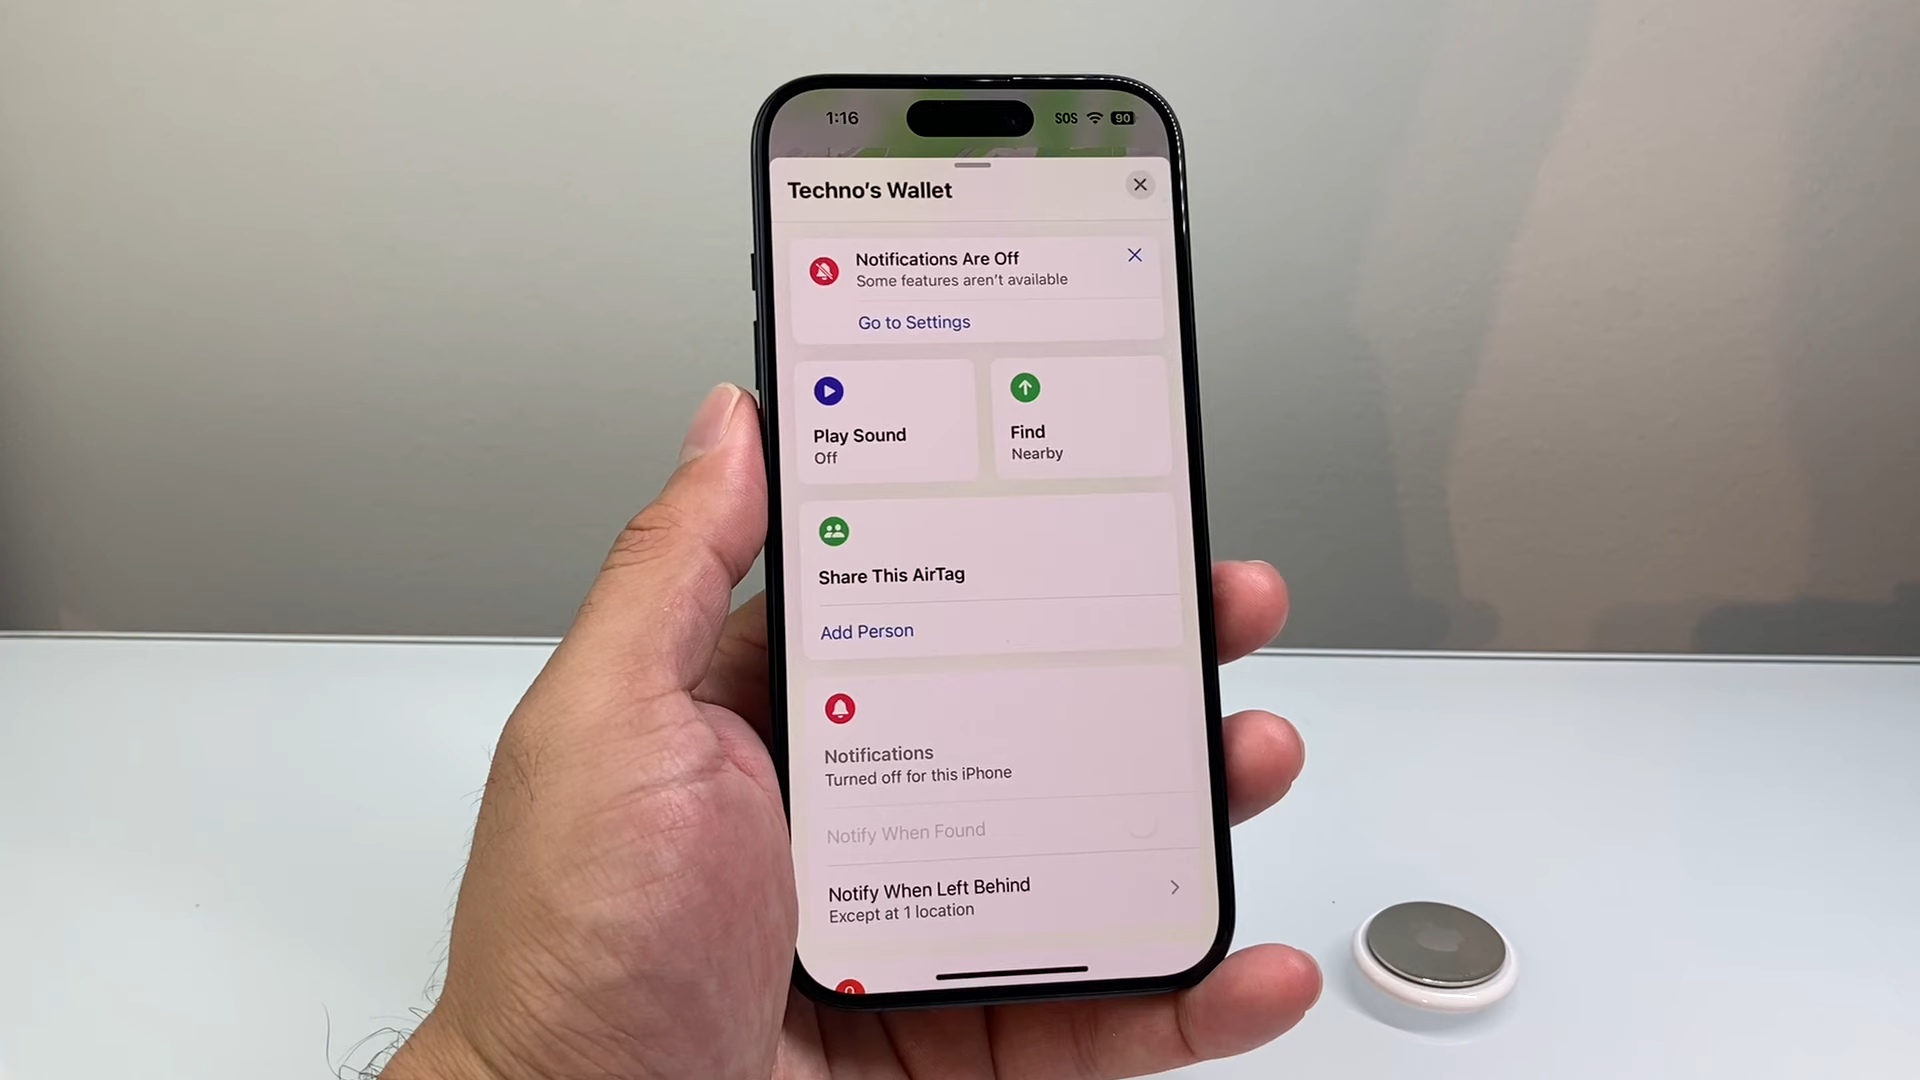 1:16
SOS
90
Techno's Wallet
Notifications Are Off
Some features aren't available
Go to Settings
Play Sound
Off
Find
Nearby
Share This AirTag
Add Person
Notifications
Turned off for this iPhone
Notify When Found
Notify When Left Behind
Except at 1 location